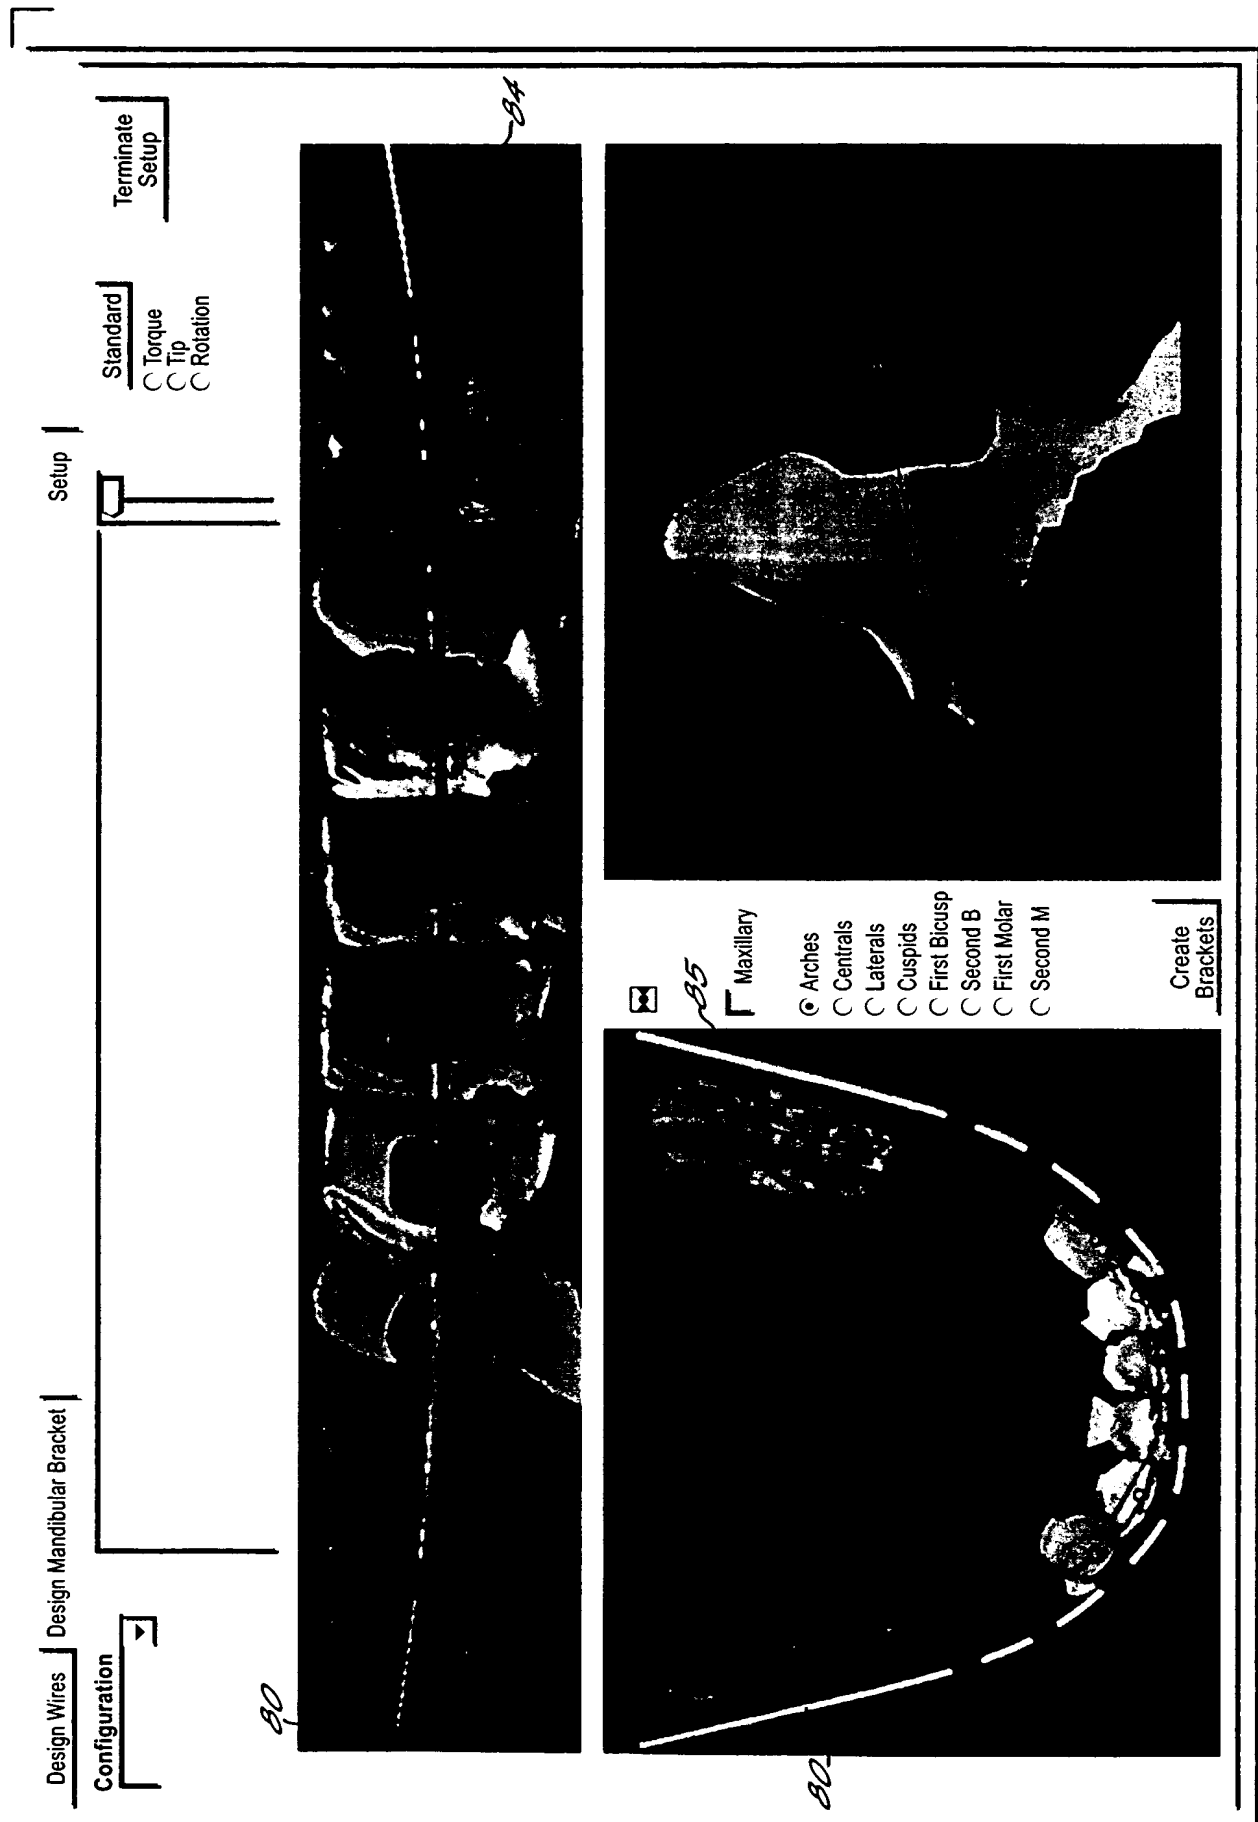 Design Wires
Design Mandibular Bracket
Setup
Configuration
Standard
Torque
Tip
Rotation
Terminate
Setup
80
84
80
85
Maxillary
Arches
Centrals
Laterals
Cuspids
First Bicusp
Second B
First Molar
Second M
Create
Brackets